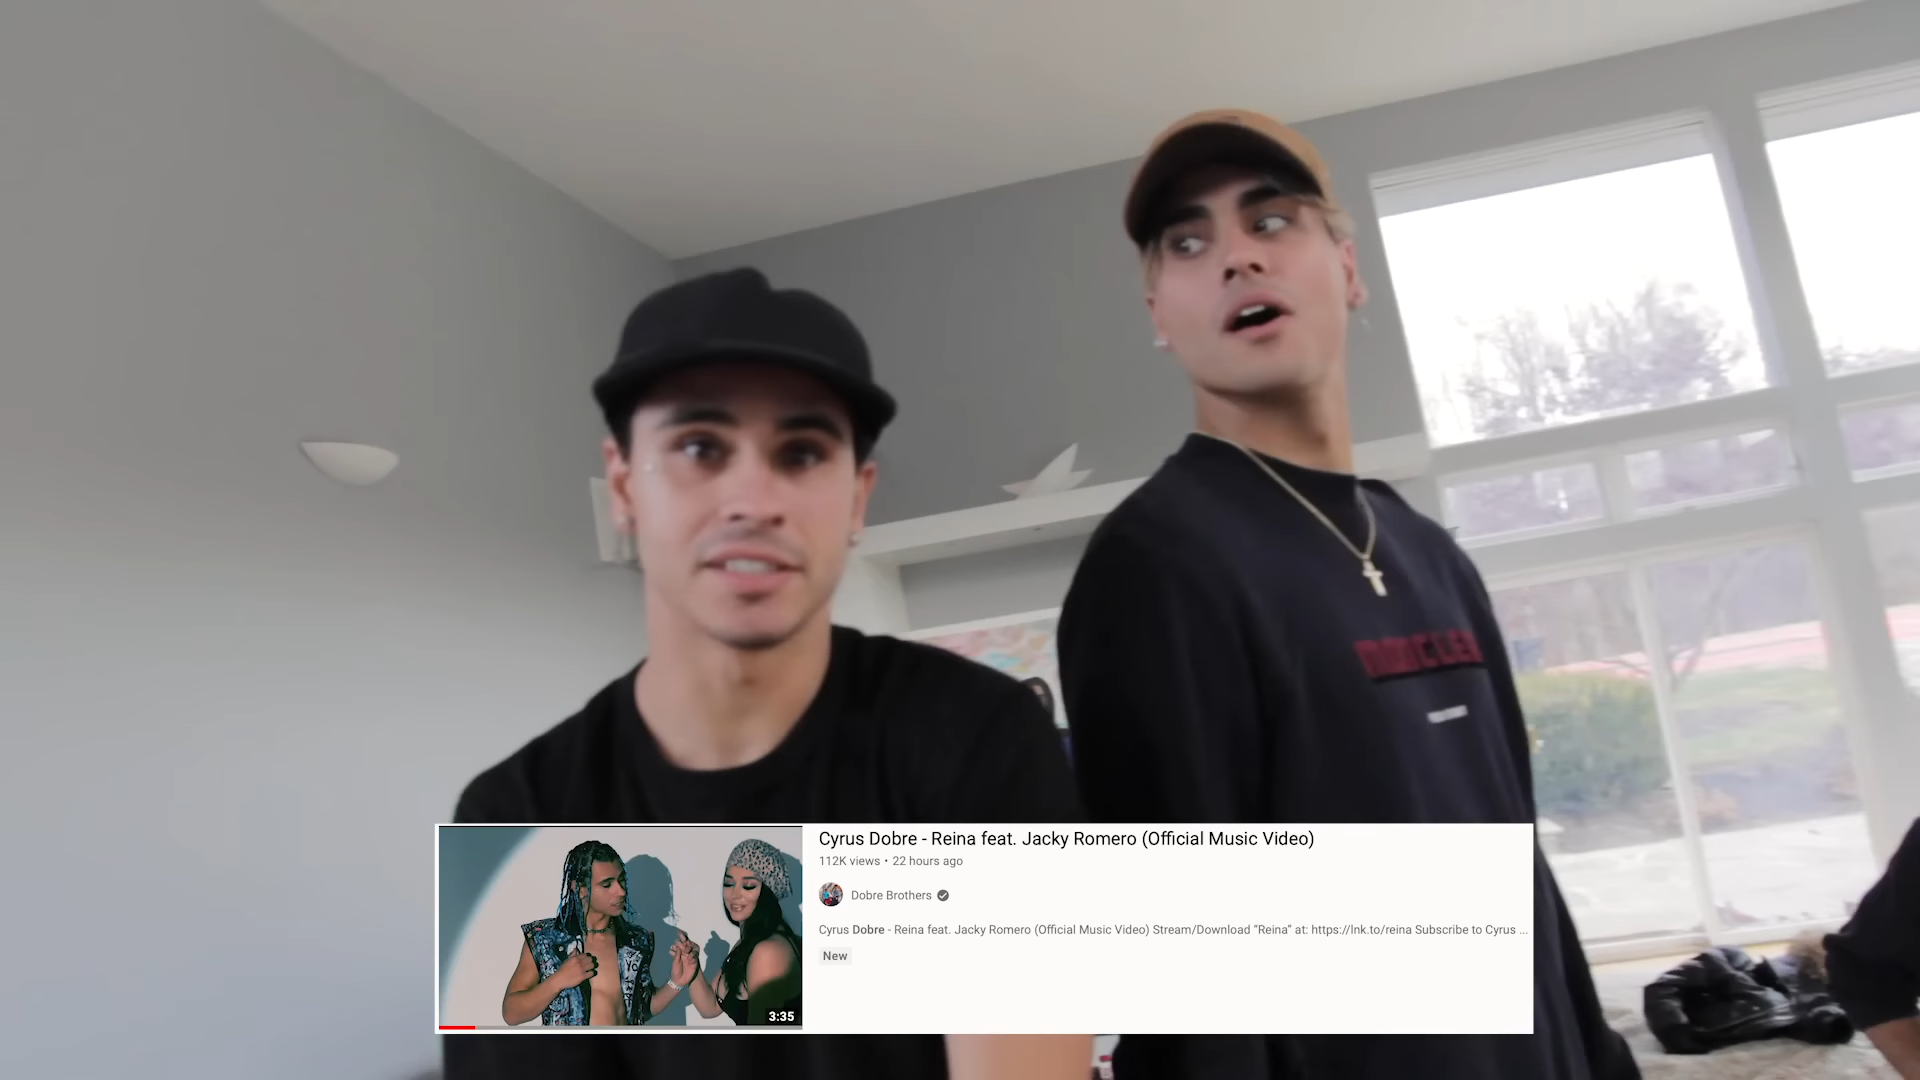 Cyrus Dobre - Reina feat. Jacky Romero (Official Music Video)
112K views • 22 hours ago
Dobre Brothers
Cyrus Dobre - Reina feat. Jacky Romero (Official Music Video) Stream/Download “Reina” at: https://lnk.to/reina Subscribe to Cyrus ...
New
3:35